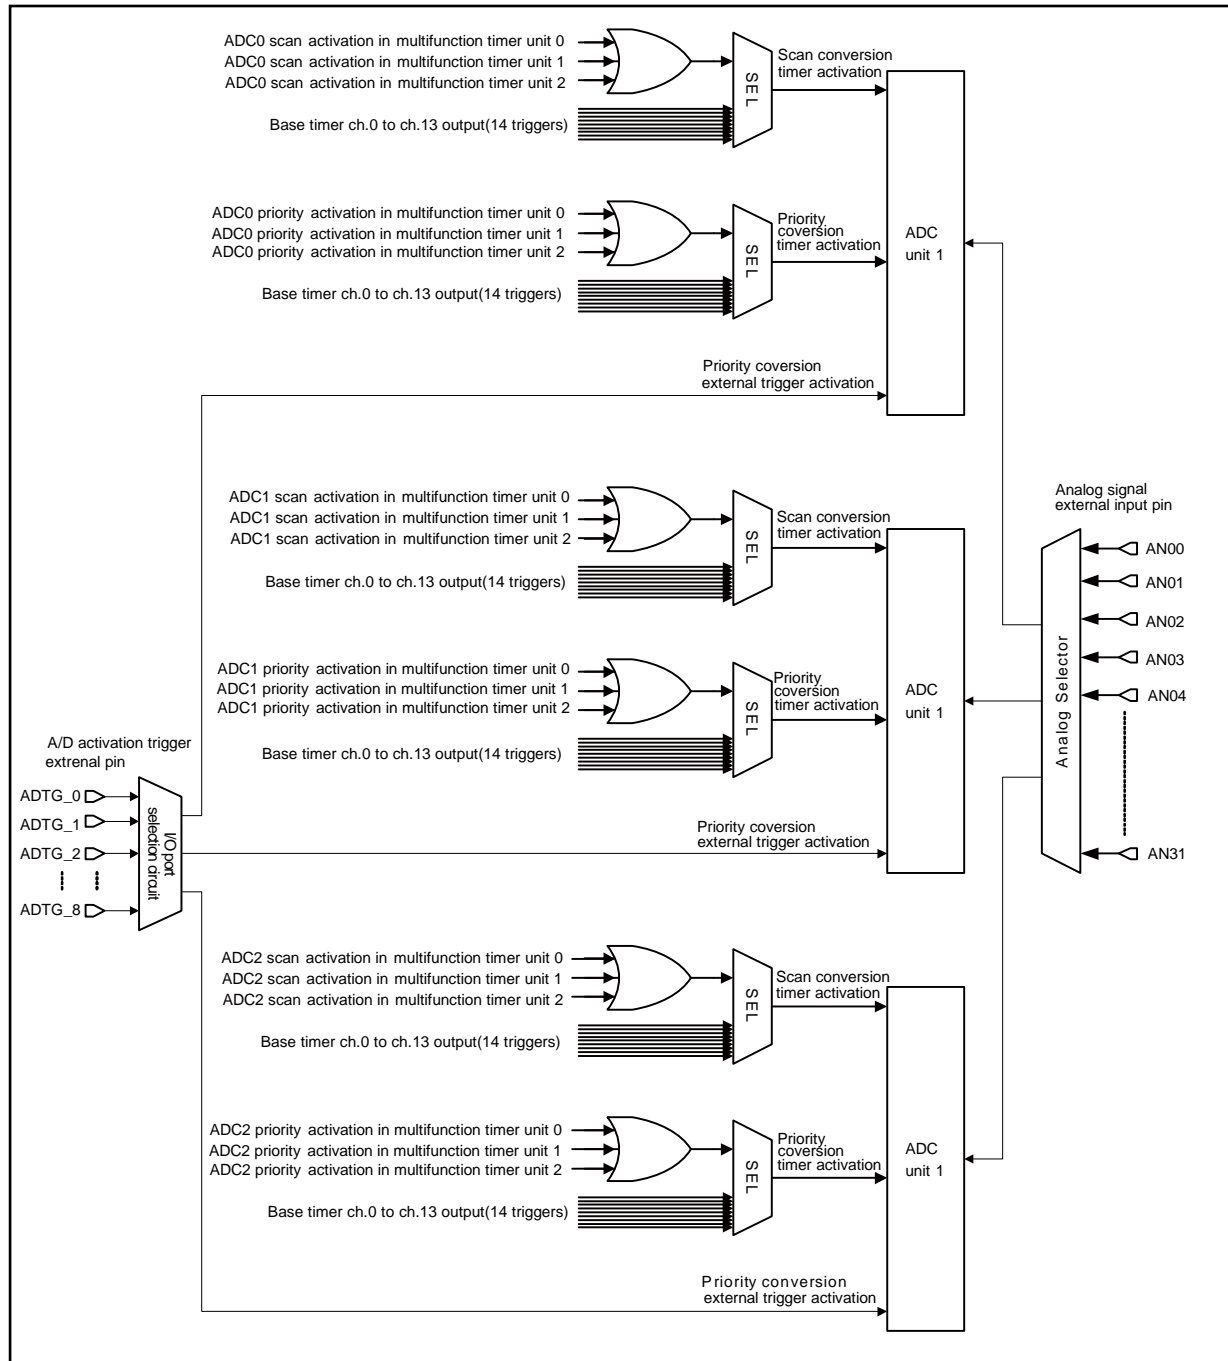 ADC0 scan activation in multifunction timer unit 0
ADC0 scan activation in multifunction timer unit 1
ADC0 scan activation in multifunction timer unit 2
Base timer ch.0 to ch.13 output(14 triggers)
SEL
Scan conversion
timer activation
ADC0 priority activation in multifunction timer unit 0
ADC0 priority activation in multifunction timer unit 1
ADC0 priority activation in multifunction timer unit 2
Base timer ch.0 to ch.13 output(14 triggers)
SEL
Priority
coversion
timer activation
ADC
unit 1
Priority coversion
external trigger activation
ADC1 scan activation in multifunction timer unit 0
ADC1 scan activation in multifunction timer unit 1
ADC1 scan activation in multifunction timer unit 2
Base timer ch.0 to ch.13 output(14 triggers)
SEL
Scan conversion
timer activation
ADC1 priority activation in multifunction timer unit 0
ADC1 priority activation in multifunction timer unit 1
ADC1 priority activation in multifunction timer unit 2
Base timer ch.0 to ch.13 output(14 triggers)
SEL
Priority
coversion
timer activation
ADC
unit 1
Priority coversion
external trigger activation
Analog signal
external input pin
Analog Selector
AN00
AN01
AN02
AN03
AN04
AN31
A/D activation trigger
extrenal pin
ADTG_0
ADTG_1
ADTG_2
ADTG_8
I/O port
selection circuit
ADC2 scan activation in multifunction timer unit 0
ADC2 scan activation in multifunction timer unit 1
ADC2 scan activation in multifunction timer unit 2
Base timer ch.0 to ch.13 output(14 triggers)
SEL
Scan conversion
timer activation
ADC2 priority activation in multifunction timer unit 0
ADC2 priority activation in multifunction timer unit 1
ADC2 priority activation in multifunction timer unit 2
Base timer ch.0 to ch.13 output(14 triggers)
SEL
Priority
coversion
timer activation
ADC
unit 1
Priority conversion
external trigger activation